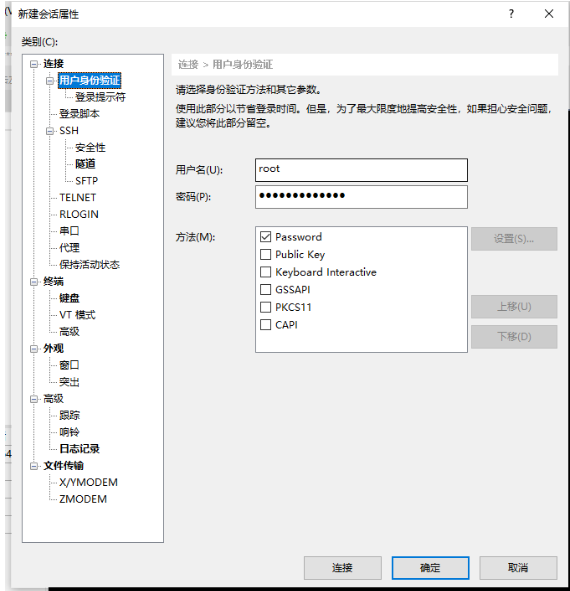 新建会话属性
?
类别(C):
连接
用户身份验证
登录提示符
登录脚本
SSH
安全性
隧道
SFTP
TELNET
RLOGIN
串口
代理
保持活动状态
终端
键盘
VT 模式
高级
外观
窗口
突出
高级
跟踪
响铃
日志记录
文件传输
X/YMODEM
ZMODEM
连接 > 用户身份验证
请选择身份验证方法和其它参数。
使用此部分以节省登录时间。但是，为了最大限度地提高安全性，如果担心安全问题，
建议您将此部分留空。
用户名(U):
root
密码(P):
方法(M):
Password
Public Key
Keyboard Interactive
GSSAPI
PKCS11
CAPI
设置(S)...
上移(U)
下移(D)
连接
确定
取消